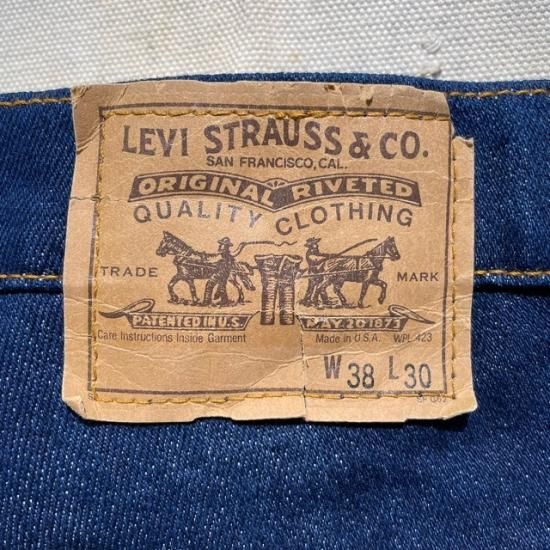 LEVI STRAUSS & CO.
SAN FRANCISCO, CAL.
ORIGINAL RIVETED
QUALITY CLOTHING
TRADE MARK
PATENTED IN U.S. MAY 20 1873
Care Instructions Inside Garment Made in U.S.A. WPL 423
W 38 L 30